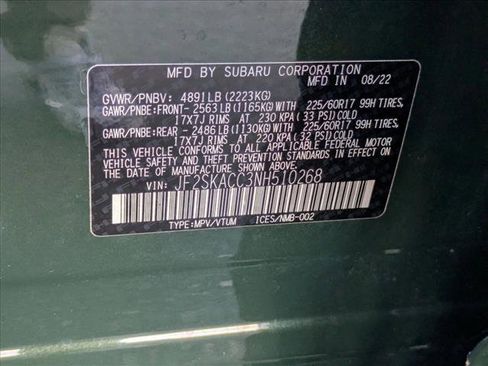 MFD BY SUBARU CORPORATION
MFD IN 08/22
GVWR/PNBV: 4891LB (2223KG)
GAWR/PNBE:FRONT-2563LB(1165KG)WITH 225/60R17 99H TIRES,
17X7J RIMS AT 230 KPA (33 PSI)COLD
GAWR/PNBE:REAR -2486LB(1130KG)WITH 225/60R17 99H TIRES,
17X7J RIMS AT 220 KPA (32 PSI)COLD
THIS VEHICLE CONFORMS TO ALL APPLICABLE FEDERAL MOTOR
VEHICLE SAFETY AND THEFT PREVENTION STANDARDS IN EFFECT ON
THE DATE OF MANUFACTURE SHOWN ABOVE.
VIN: JF2SKACC3NH510268
TYPE:MPV/VTUM ICES/NMB-002